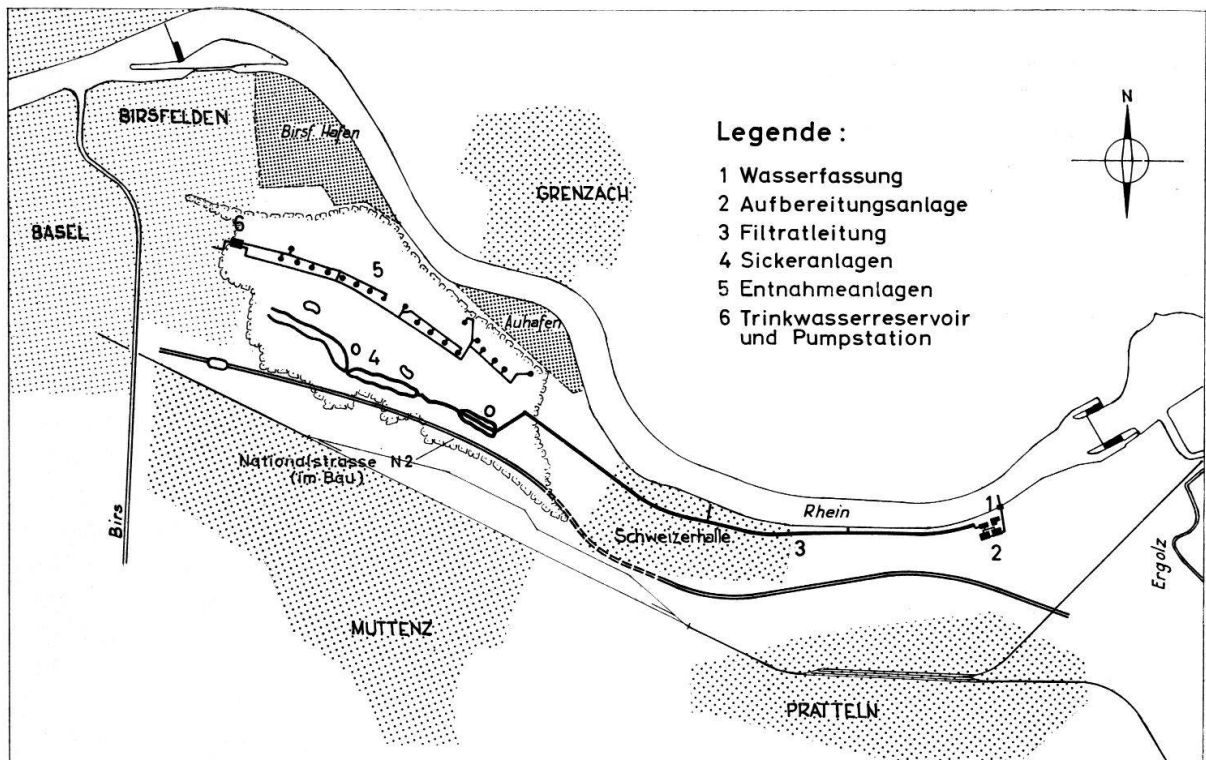 BIRSFELDEN
Birsf. Hafen
GRENZACH
BASEL
6
5
Auhafen
4
Nationalstrasse N2
(im Bau)
Birs
Schweizerhalle
Rhein
3
1
2
Ergolz
MUTTENZ
PRATTELN
N
Legende :
1 Wasserfassung
2 Aufbereitungsanlage
3 Filtratleitung
4 Sickeranlagen
5 Entnahmeanlagen
6 Trinkwasserreservoir
und Pumpstation